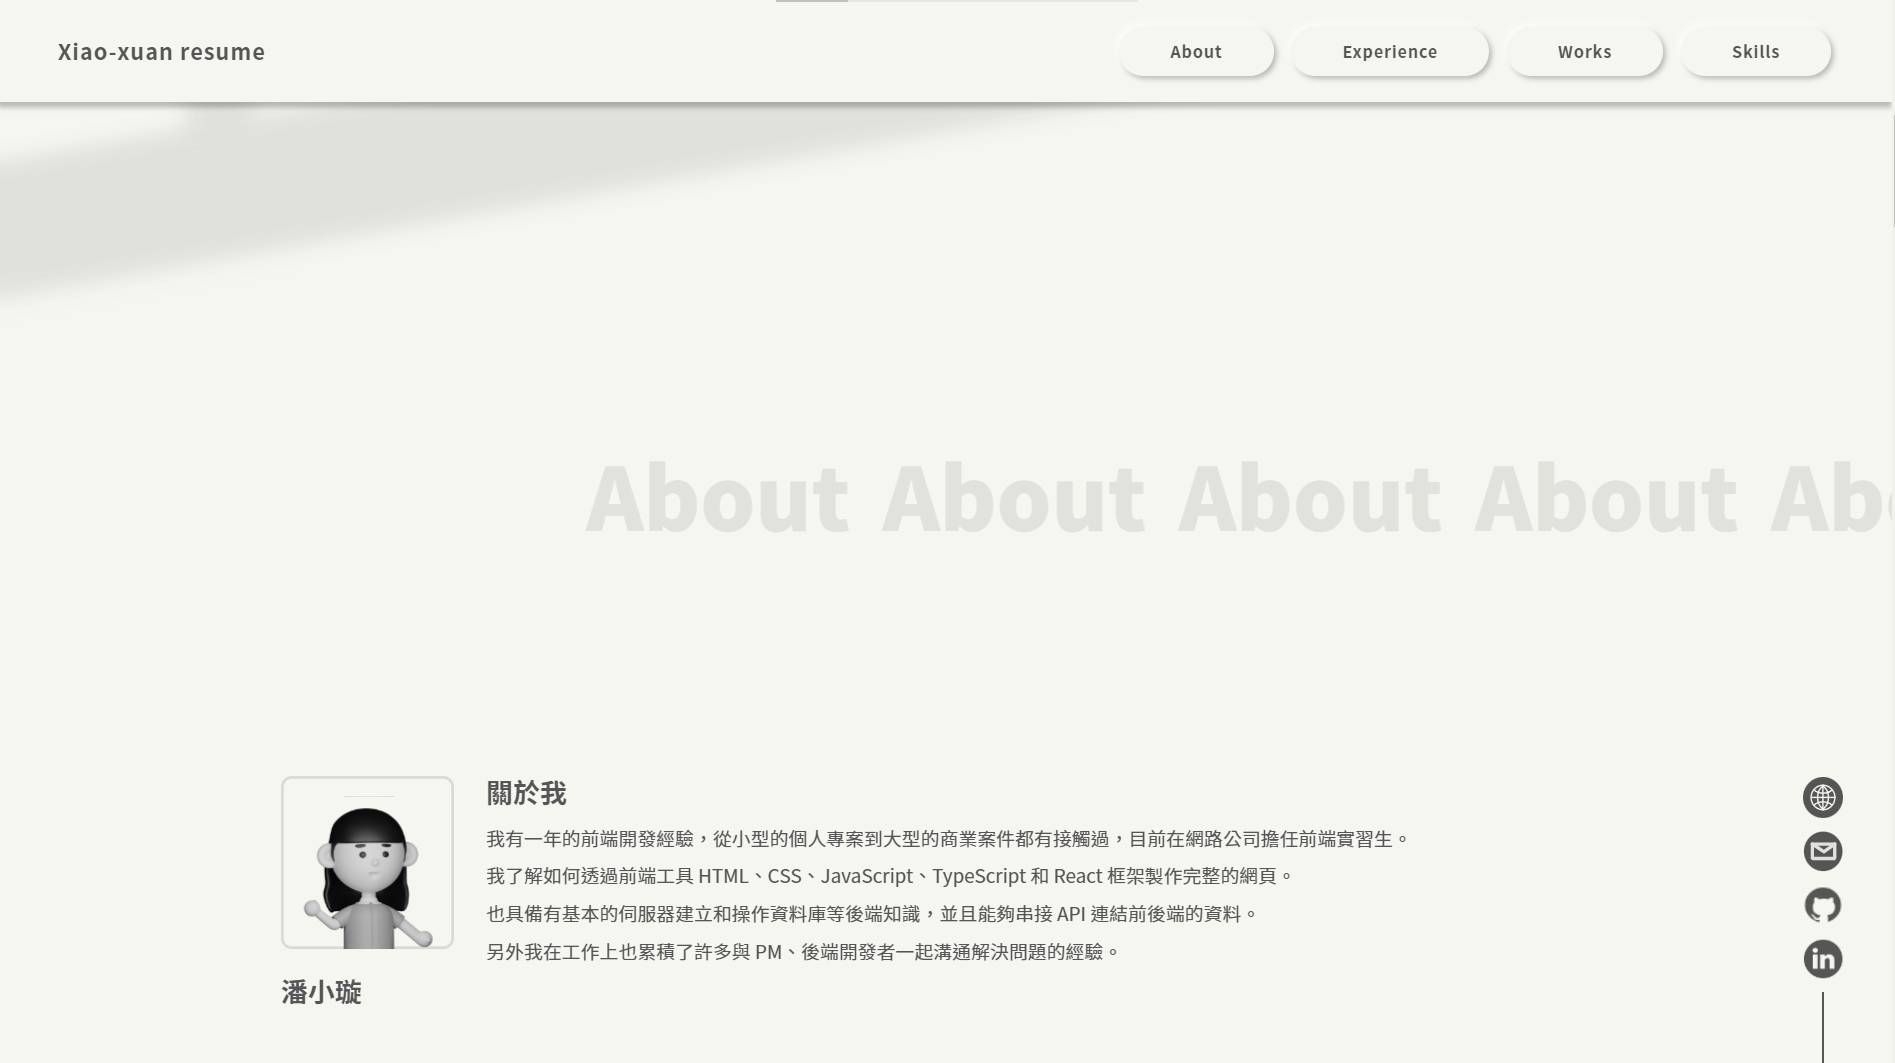 Xiao-xuan resume
About
Experience
Works
Skills
About About About About Ab
關於我
我有一年的前端開發經驗，從小型的個人專案到大型的商業案件都有接觸過，目前在網路公司擔任前端實習生。
我了解如何透過前端工具 HTML、CSS、JavaScript、TypeScript 和 React 框架製作完整的網頁。
也具備有基本的伺服器建立和操作資料庫等後端知識，並且能夠串接 API 連結前後端的資料。
另外我在工作上也累積了許多與 PM、後端開發者一起溝通解決問題的經驗。
潘小璇
in